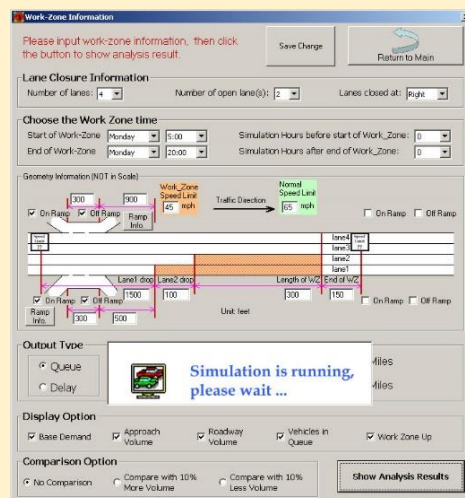 Work-Zone Information
Please input work-zone information, then click
the button to show analysis result.
Save Change
Return to Main
Lane Closure Information
Number of lanes: 4
Number of open lane(s): 2
Lanes closed at: Right
Choose the Work Zone time
Start of Work-Zone Monday 5:00
Simulation Hours before start of Work_Zone: 0
End of Work-Zone Monday 20:00
Simulation Hours after end of Work_Zone: 0
Geometry Information (NOT in Scale)
300 900
On Ramp Off Ramp
Ramp Info.
Work_Zone Speed Limit
45 mph
Traffic Direction
Normal Speed Limit
65 mph
On Ramp Off Ramp
lane4
lane3
lane2
lane1
Lane1 drop Lane2 drop Length of WZ End of WZ
1500 100 300 150
On Ramp Off Ramp
On Ramp Off Ramp
Ramp Info.
300 500
Unit: feet
Output Type
Queue
Delay
Simulation is running,
please wait ...
Miles
Miles
Display Option
Base Demand
Approach Volume
Roadway Volume
Vehicles in Queue
Work Zone Up
Comparison Option
No Comparison
Compare with 10% More Volume
Compare with 10% Less Volume
Show Analysis Results